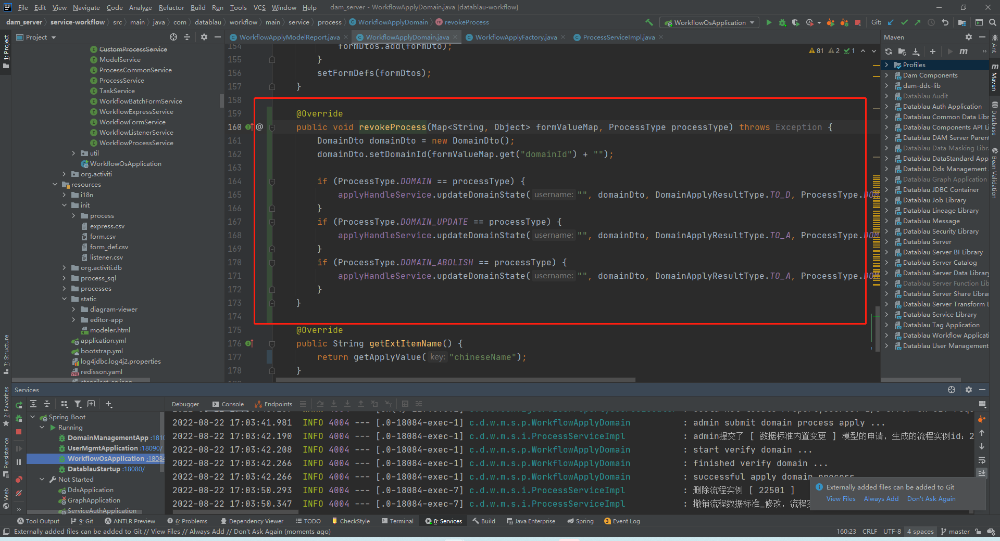 File Edit View Navigate Code Analyze Refactor Build Run Tools VCS Window Help dam_server - WorkflowApplyDomain.java [datablau-workflow]
dam_server service-workflow src main java com datablau workflow main service process WorkflowApplyDomain revokeProcess WorkflowOsApplication Git:
Project
WorkflowApplyModelReport.java WorkflowApplyDomain.java WorkflowApplyFactory.java ProcessServiceImpl.java
Maven
1: Project
7: Structure
2: Favorites
Persistence
Web
Ant
Maven
Database
Bean Validation
CustomProcessService
ModelService
ProcessCommonService
ProcessService
TaskService
WorkflowBatchFormService
WorkflowExpressService
WorkflowFormService
WorkflowListenerService
WorkflowProcessService
util
WorkflowOsApplication
org.activiti
resources
i18n
init
process
express.csv
form.csv
form_def.csv
listener.csv
org.activiti.db
process_sql
processes
static
diagram-viewer
editor-app
modeler.html
application.yml
bootstrap.yml
log4jdbc.log4j2.properties
redisson.yaml
81 2 1
154 formDtos.add(formDto);
155 }
156 setFormDefs(formDtos);
157 }
158
159 @Override
160 @ public void revokeProcess(Map<String, Object> formValueMap, ProcessType processType) throws Exception {
161 DomainDto domainDto = new DomainDto();
162 domainDto.setDomainId(formValueMap.get("domainId") + "");
163
164 if (ProcessType.DOMAIN == processType) {
165 applyHandleService.updateDomainState( username: "", domainDto, DomainApplyResultType.TO_D, ProcessType.DOM
166 }
167 if (ProcessType.DOMAIN_UPDATE == processType) {
168 applyHandleService.updateDomainState( username: "", domainDto, DomainApplyResultType.TO_A, ProcessType.DOM
169 }
170 if (ProcessType.DOMAIN_ABOLISH == processType) {
171 applyHandleService.updateDomainState( username: "", domainDto, DomainApplyResultType.TO_A, ProcessType.DOM
172 }
173 }
174
175 @Override
176 public String getExtItemName() {
177 return getApplyValue( key: "chineseName");
178 }
Profiles
Dam Components
dam-ddc-lib
Datablau Audit
Datablau Auth Application
Datablau Common Data Libr
Datablau Components API Li
Datablau DAM Server Parent
Datablau Data Masking Libra
Datablau DataStandard App
Datablau Dds Management
Datablau Graph Application
Datablau JDBC Container
Datablau Job Library
Datablau Lineage Library
Datablau Message
Datablau Security Library
Datablau Server
Datablau Server BI Library
Datablau Server Catalog
Datablau Server Data Library
Datablau Server Function Lib
Datablau Server Share Librar
Datablau Server Transform L
Datablau Service Library
Datablau Tag Application
Datablau Workflow Applicati
Datablau User Management
Services
Debugger Console Endpoints
Spring Boot
Running
DomainManagementApp :1810
UserMgmtApplication :18090/
WorkflowOsApplication :18084
DatablauStartup :18080/
Not Started
DdsApplication
GraphApplication
ServiceAuthApplication
2022-08-22 17:03:41.981 INFO 4004 --- [.0-18084-exec-1] c.d.w.m.s.p.WorkflowApplyDomain : admin submit domain process apply ...
2022-08-22 17:03:42.190 INFO 4004 --- [.0-18084-exec-1] c.d.w.m.s.i.ProcessServiceImpl : admin提交了 [ 数据标准内置变更 ] 模型的申请，生成的流程实例id：2
2022-08-22 17:03:42.208 INFO 4004 --- [.0-18084-exec-1] c.d.w.m.s.p.WorkflowApplyDomain : start verify domain ...
2022-08-22 17:03:42.266 INFO 4004 --- [.0-18084-exec-1] c.d.w.m.s.p.WorkflowApplyDomain : finished verify domain ...
2022-08-22 17:03:42.266 INFO 4004 --- [.0-18084-exec-1] c.d.w.m.s.p.WorkflowApplyDomain : successful apply domain process
2022-08-22 17:03:50.293 INFO 4004 --- [.0-18084-exec-7] c.d.w.m.s.i.ProcessServiceImpl : 删除流程实例 [ 22501 ]
2022-08-22 17:03:50.347 INFO 4004 --- [.0-18084-exec-7] c.d.w.m.s.i.ProcessServiceImpl : 撤销流程数据标准_修改，流程实
Externally added files can be added to Git
View Files Always Add Don't Ask Again
Tool Output 9: Git ANTLR Preview 6: Problems Dependency Viewer TODO CheckStyle Terminal 8: Services Build Java Enterprise Spring 3 Event Log
Externally added files can be added to Git // View Files // Always Add // Don't Ask Again (moments ago) 160:23 CRLF UTF-8 4 spaces master